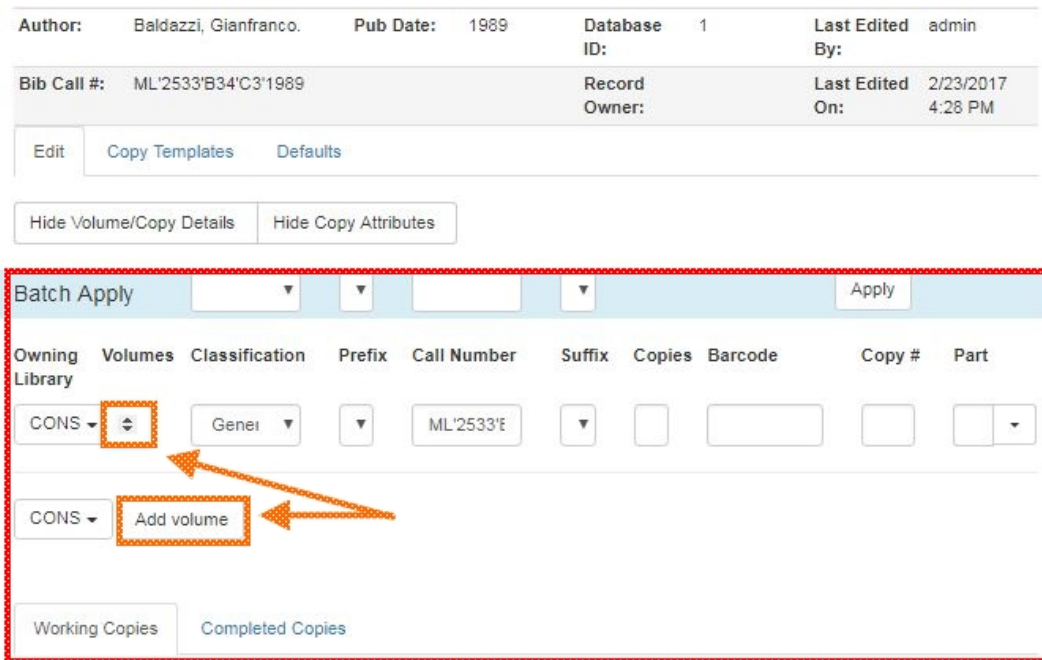 Author: Baldazzi, Gianfranco. Pub Date: 1989 Database ID: 1 Last Edited By: admin
Bib Call #: ML'2533'B34'C3'1989 Record Owner: Last Edited On: 2/23/2017 4:28 PM
Edit Copy Templates Defaults
Hide Volume/Copy Details Hide Copy Attributes
Batch Apply Apply
Owning Library Volumes Classification Prefix Call Number Suffix Copies Barcode Copy # Part
CONS Gener ML'2533'E
CONS Add volume
Working Copies Completed Copies